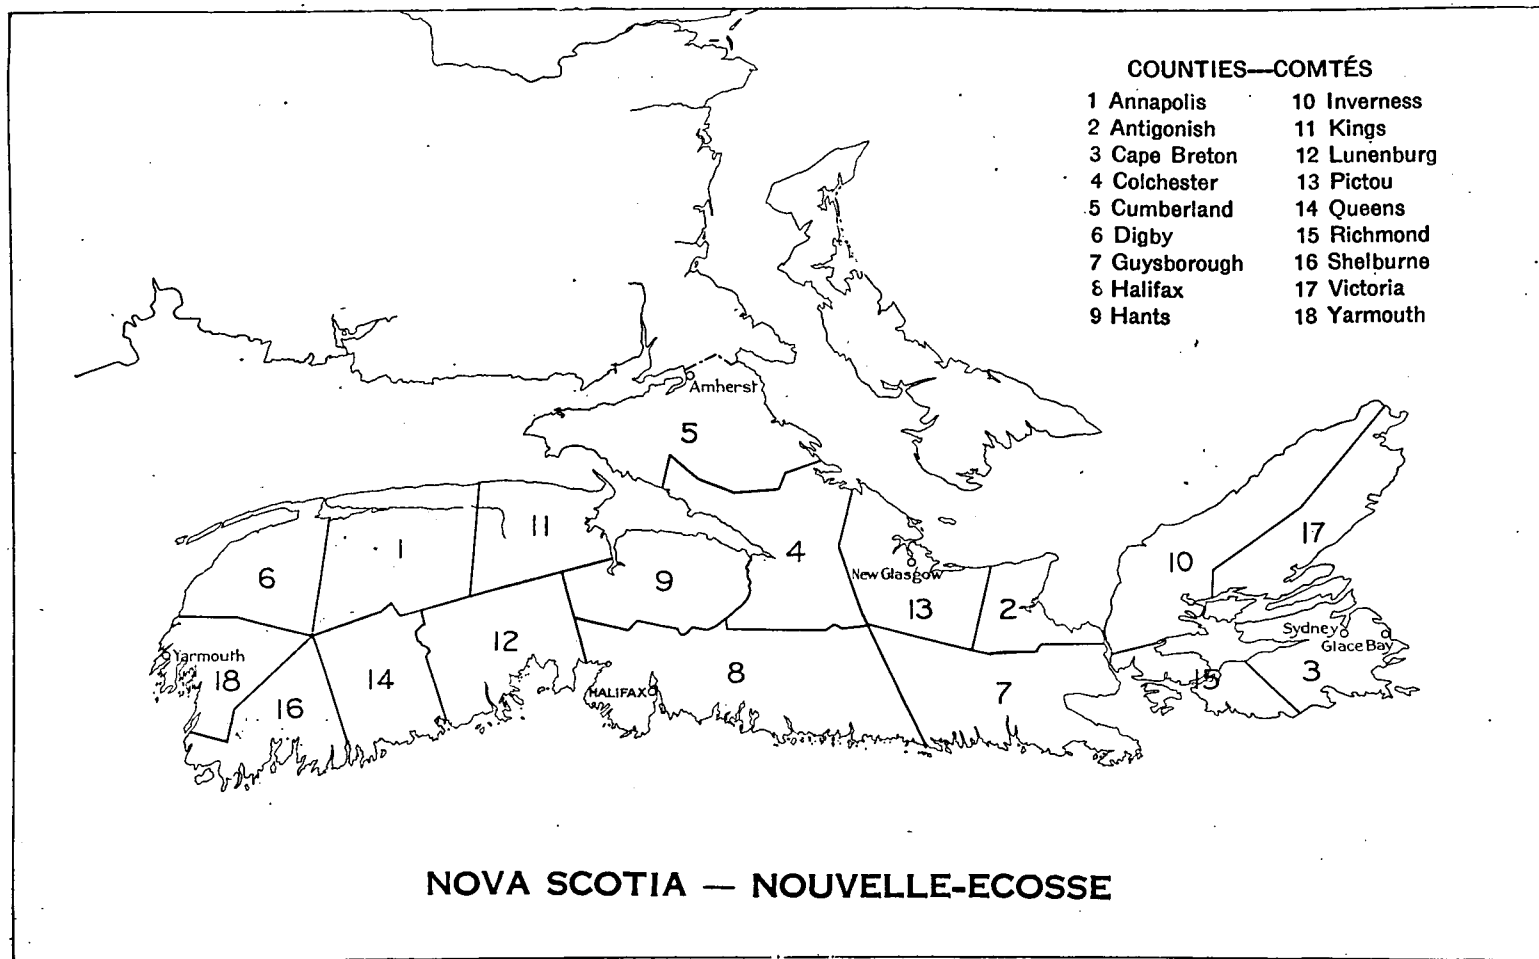 COUNTIES—COMTÉS
1 Annapolis
2 Antigonish
3 Cape Breton
4 Colchester
5 Cumberland
6 Digby
7 Guysborough
8 Halifax
9 Hants
10 Inverness
11 Kings
12 Lunenburg
13 Pictou
14 Queens
15 Richmond
16 Shelburne
17 Victoria
18 Yarmouth
Amherst
5
11
1
4
17
10
6
9
New Glasgow
13
2
Sydney
Glace Bay
12
Yarmouth
18
14
8
15
3
HALIFAX
16
7
NOVA SCOTIA — NOUVELLE-ECOSSE